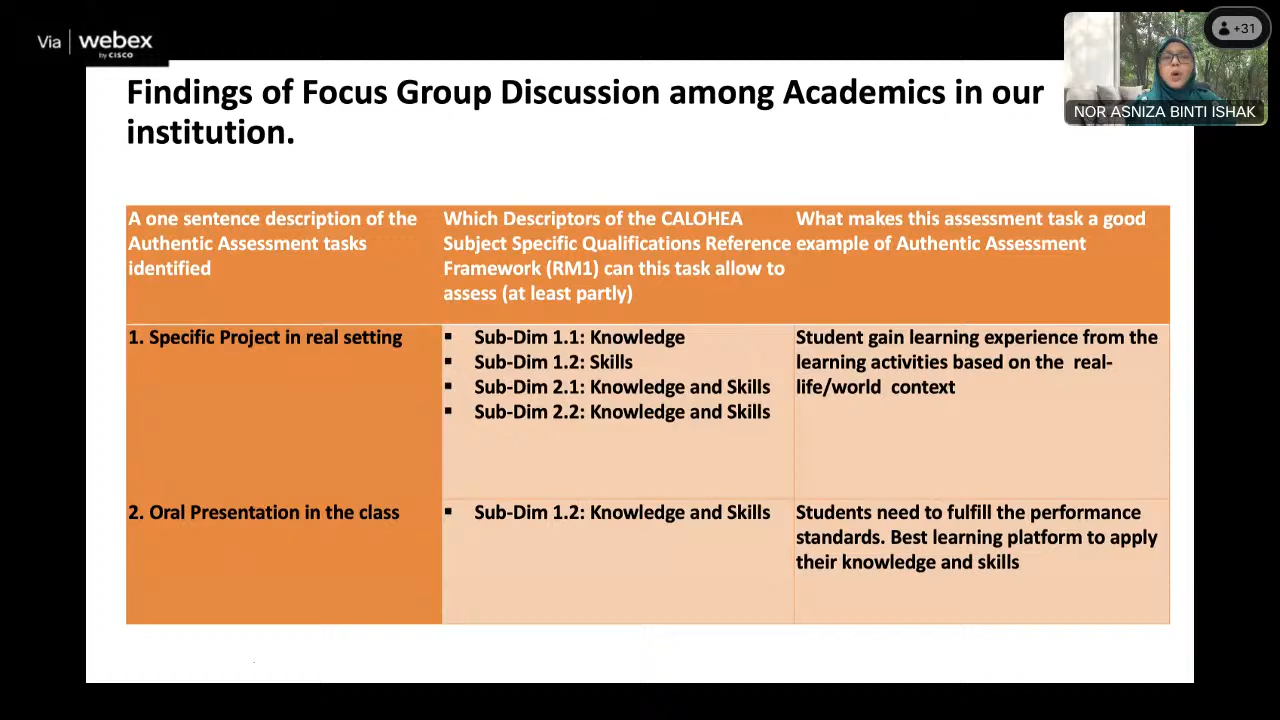 Via webex
by CISCO
+31
NOR ASNIZA BINTI ISHAK
Findings of Focus Group Discussion among Academics in our
institution.
A one sentence description of the
Authentic Assessment tasks
identified
Which Descriptors of the CALOHEA
Subject Specific Qualifications Reference
Framework (RM1) can this task allow to
assess (at least partly)
What makes this assessment task a good
example of Authentic Assessment
1. Specific Project in real setting
▪ Sub-Dim 1.1: Knowledge
▪ Sub-Dim 1.2: Skills
▪ Sub-Dim 2.1: Knowledge and Skills
▪ Sub-Dim 2.2: Knowledge and Skills
Student gain learning experience from the
learning activities based on the real-
life/world context
2. Oral Presentation in the class
▪ Sub-Dim 1.2: Knowledge and Skills
Students need to fulfill the performance
standards. Best learning platform to apply
their knowledge and skills